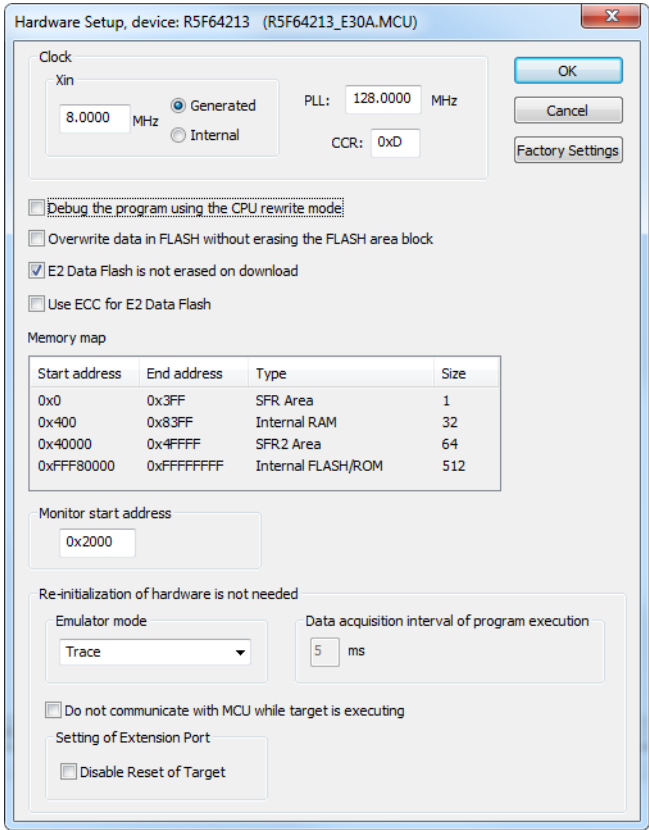 Hardware Setup, device: R5F64213   (R5F64213_E30A.MCU)
Clock
Xin
8.0000 MHz
Generated
Internal
PLL: 128.0000 MHz
CCR: 0xD
OK
Cancel
Factory Settings
Debug the program using the CPU rewrite mode
Overwrite data in FLASH without erasing the FLASH area block
E2 Data Flash is not erased on download
Use ECC for E2 Data Flash
Memory map
Start address End address Type Size
0x0 0x3FF SFR Area 1
0x400 0x83FF Internal RAM 32
0x40000 0x4FFFF SFR2 Area 64
0xFFF80000 0xFFFFFFFF Internal FLASH/ROM 512
Monitor start address
0x2000
Re-initialization of hardware is not needed
Emulator mode
Trace
Data acquisition interval of program execution
5 ms
Do not communicate with MCU while target is executing
Setting of Extension Port
Disable Reset of Target